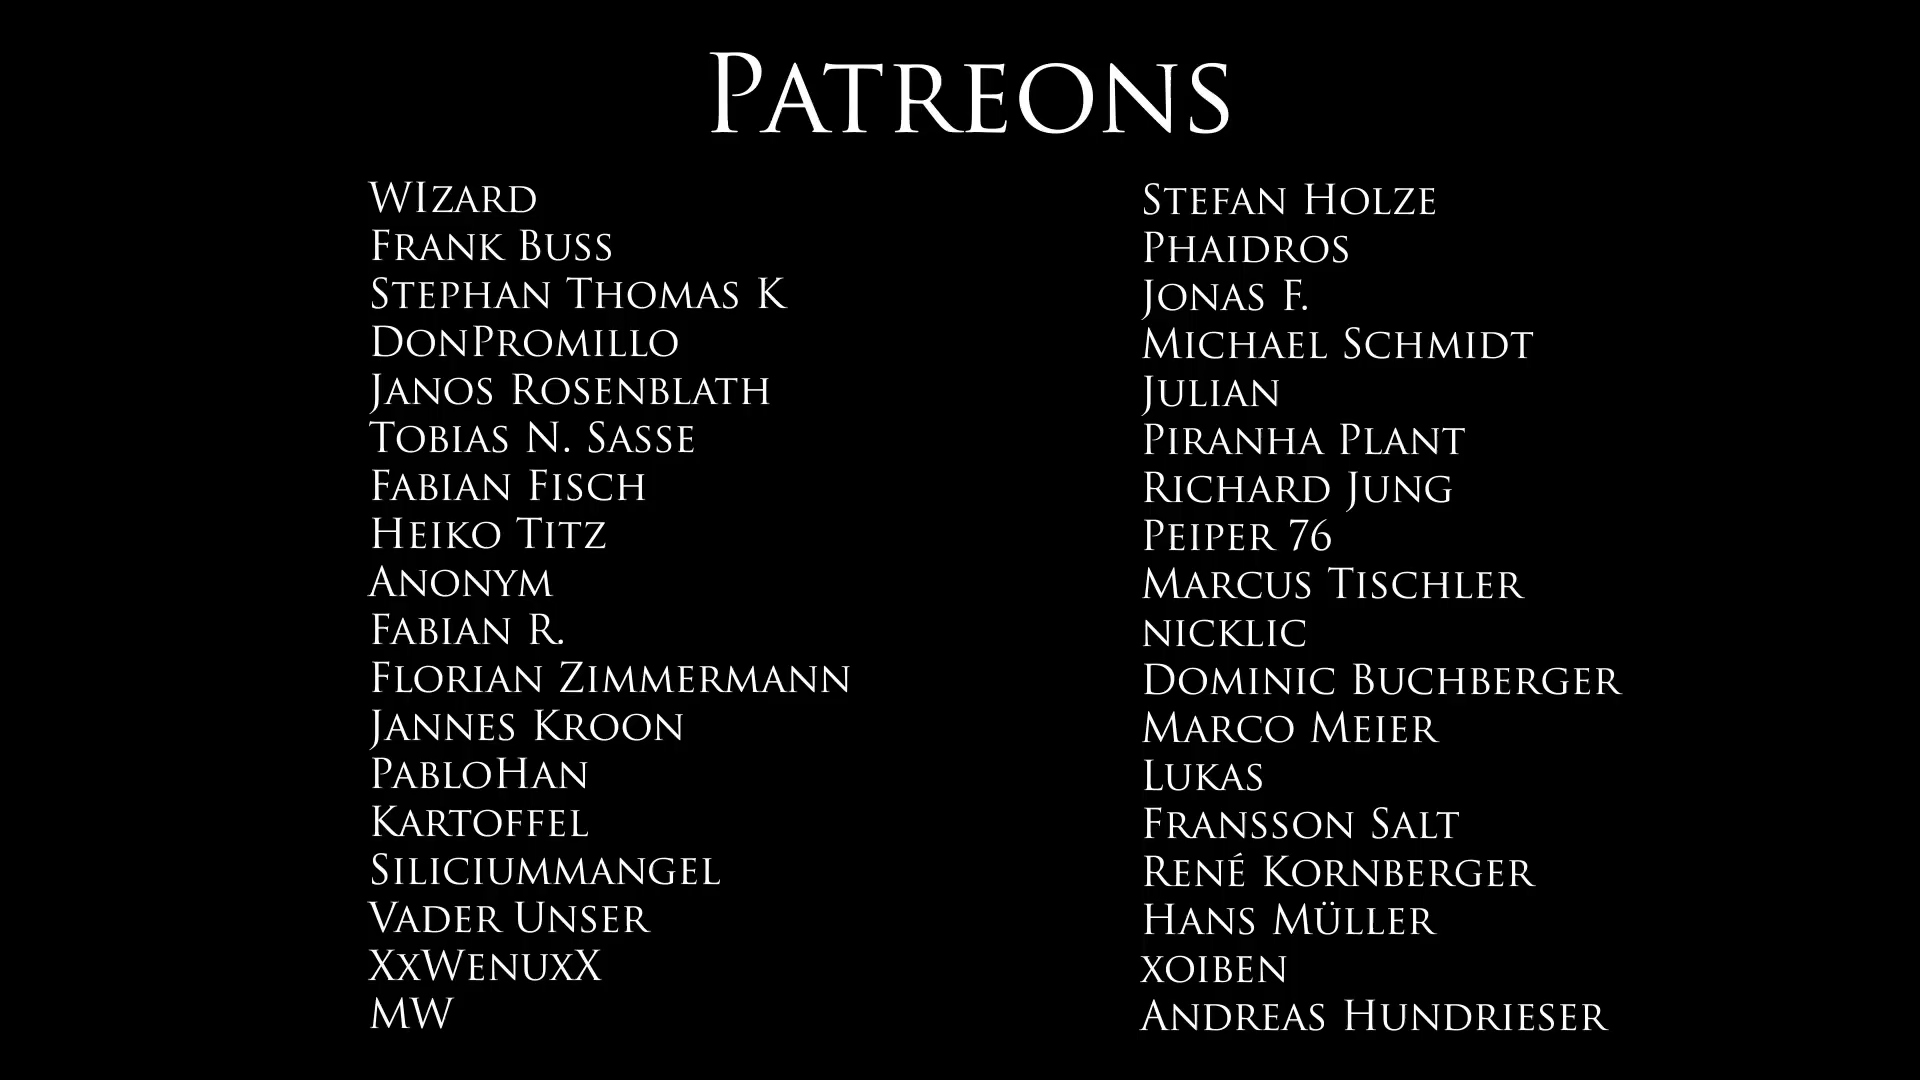 Patreons
WIzard
Frank Buss
Stephan Thomas K
DonPromillo
Janos Rosenblath
Tobias N. Sasse
Fabian Fisch
Heiko Titz
Anonym
Fabian R.
Florian Zimmermann
Jannes Kroon
PabloHan
Kartoffel
Siliciummangel
Vader Unser
XxWenuxX
MW
Stefan Holze
Phaidros
Jonas F.
Michael Schmidt
Julian
Piranha Plant
Richard Jung
Peiper 76
Marcus Tischler
nicklic
Dominic Buchberger
Marco Meier
Lukas
Fransson Salt
René Kornberger
Hans Müller
xoiben
Andreas Hundrieser